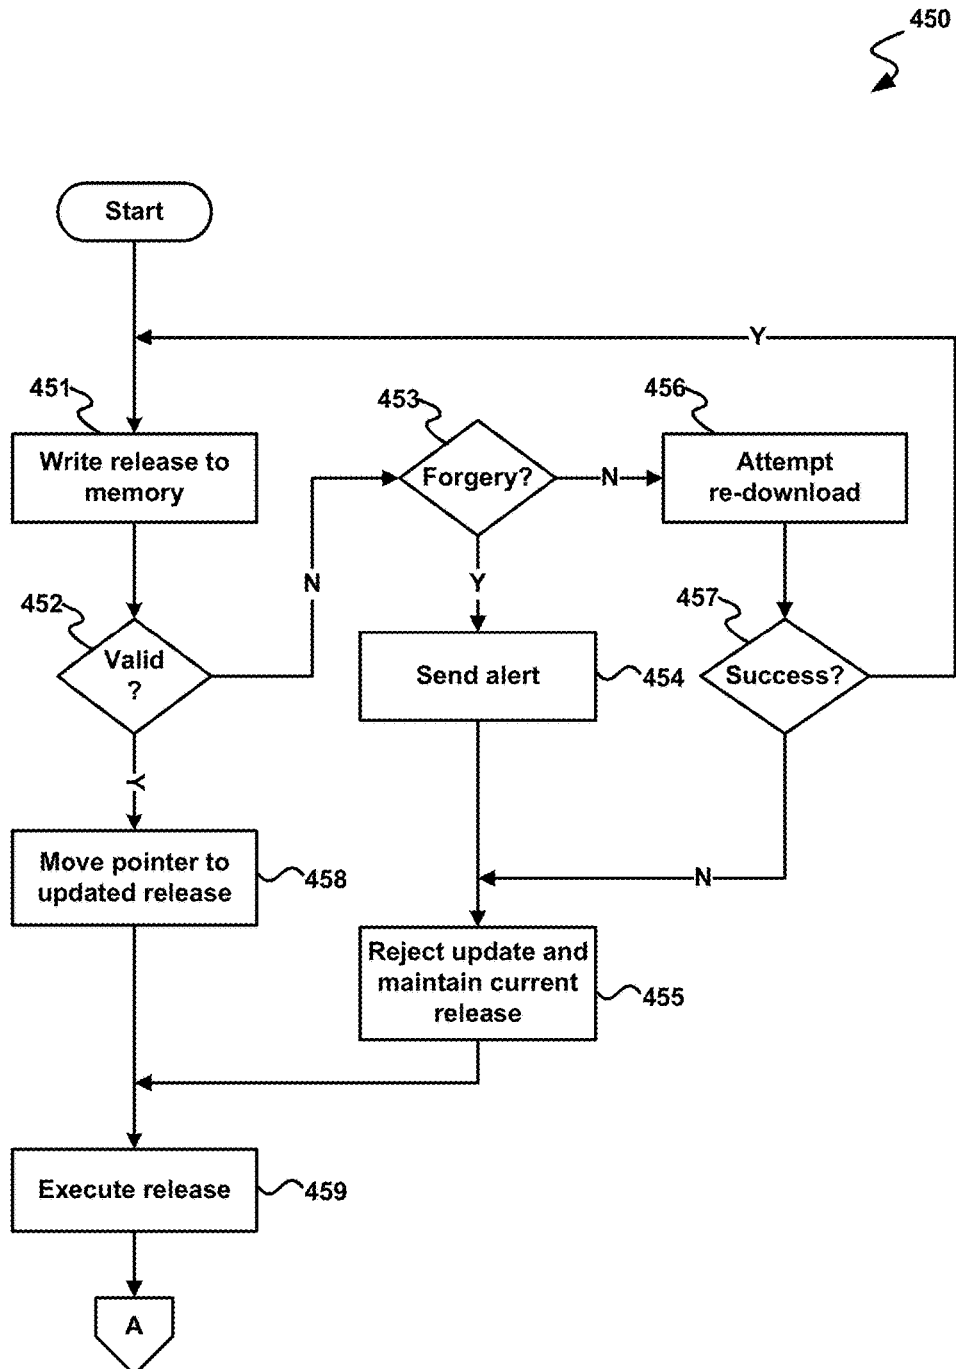 450
Start
Y
451
453
456
Write release to
memory
Forgery?
N
Attempt
re-download
N
Y
452
457
Valid
?
Send alert
454
Success?
Y
Move pointer to
updated release
458
N
Reject update and
maintain current
release
455
Execute release
459
A